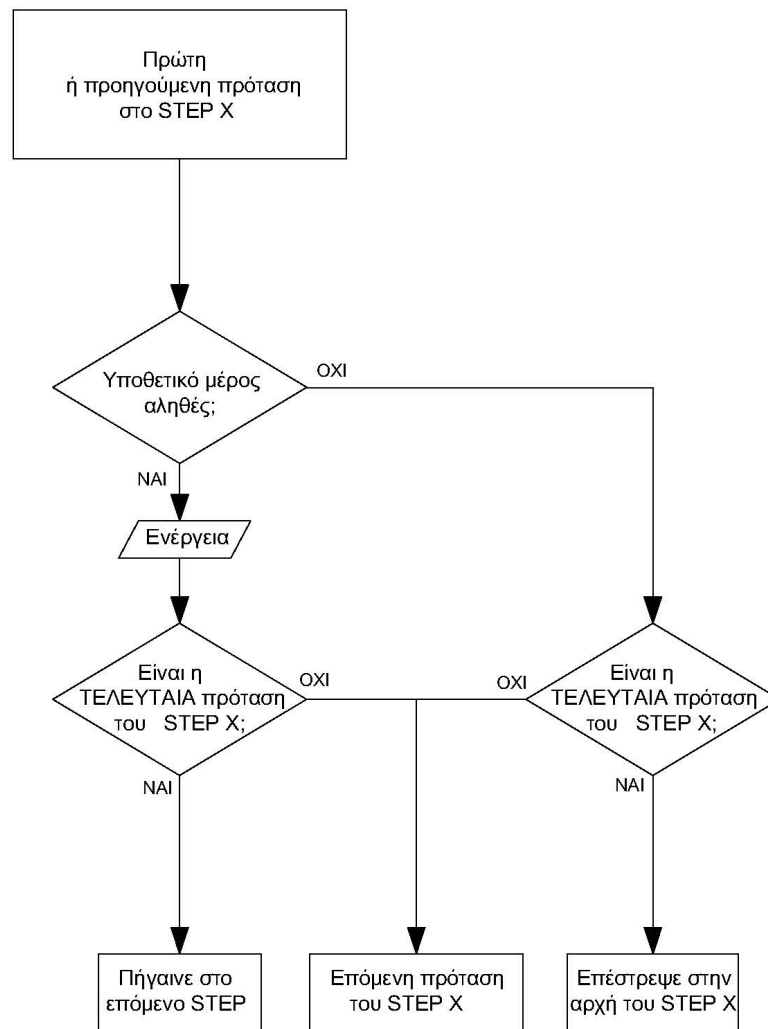 Πρώτη
ή προηγούμενη πρόταση
στο STEP X
Υποθετικό μέρος
αληθές;
ΟΧΙ
ΝΑΙ
Ενέργεια
Είναι η
ΤΕΛΕΥΤΑΙΑ πρόταση
του STEP X;
ΟΧΙ
ΟΧΙ
Είναι η
ΤΕΛΕΥΤΑΙΑ πρόταση
του STEP X;
ΝΑΙ
ΝΑΙ
Πήγαινε στο
επόμενο STEP
Επόμενη πρόταση
του STEP X
Επέστρεψε στην
αρχή του STEP X